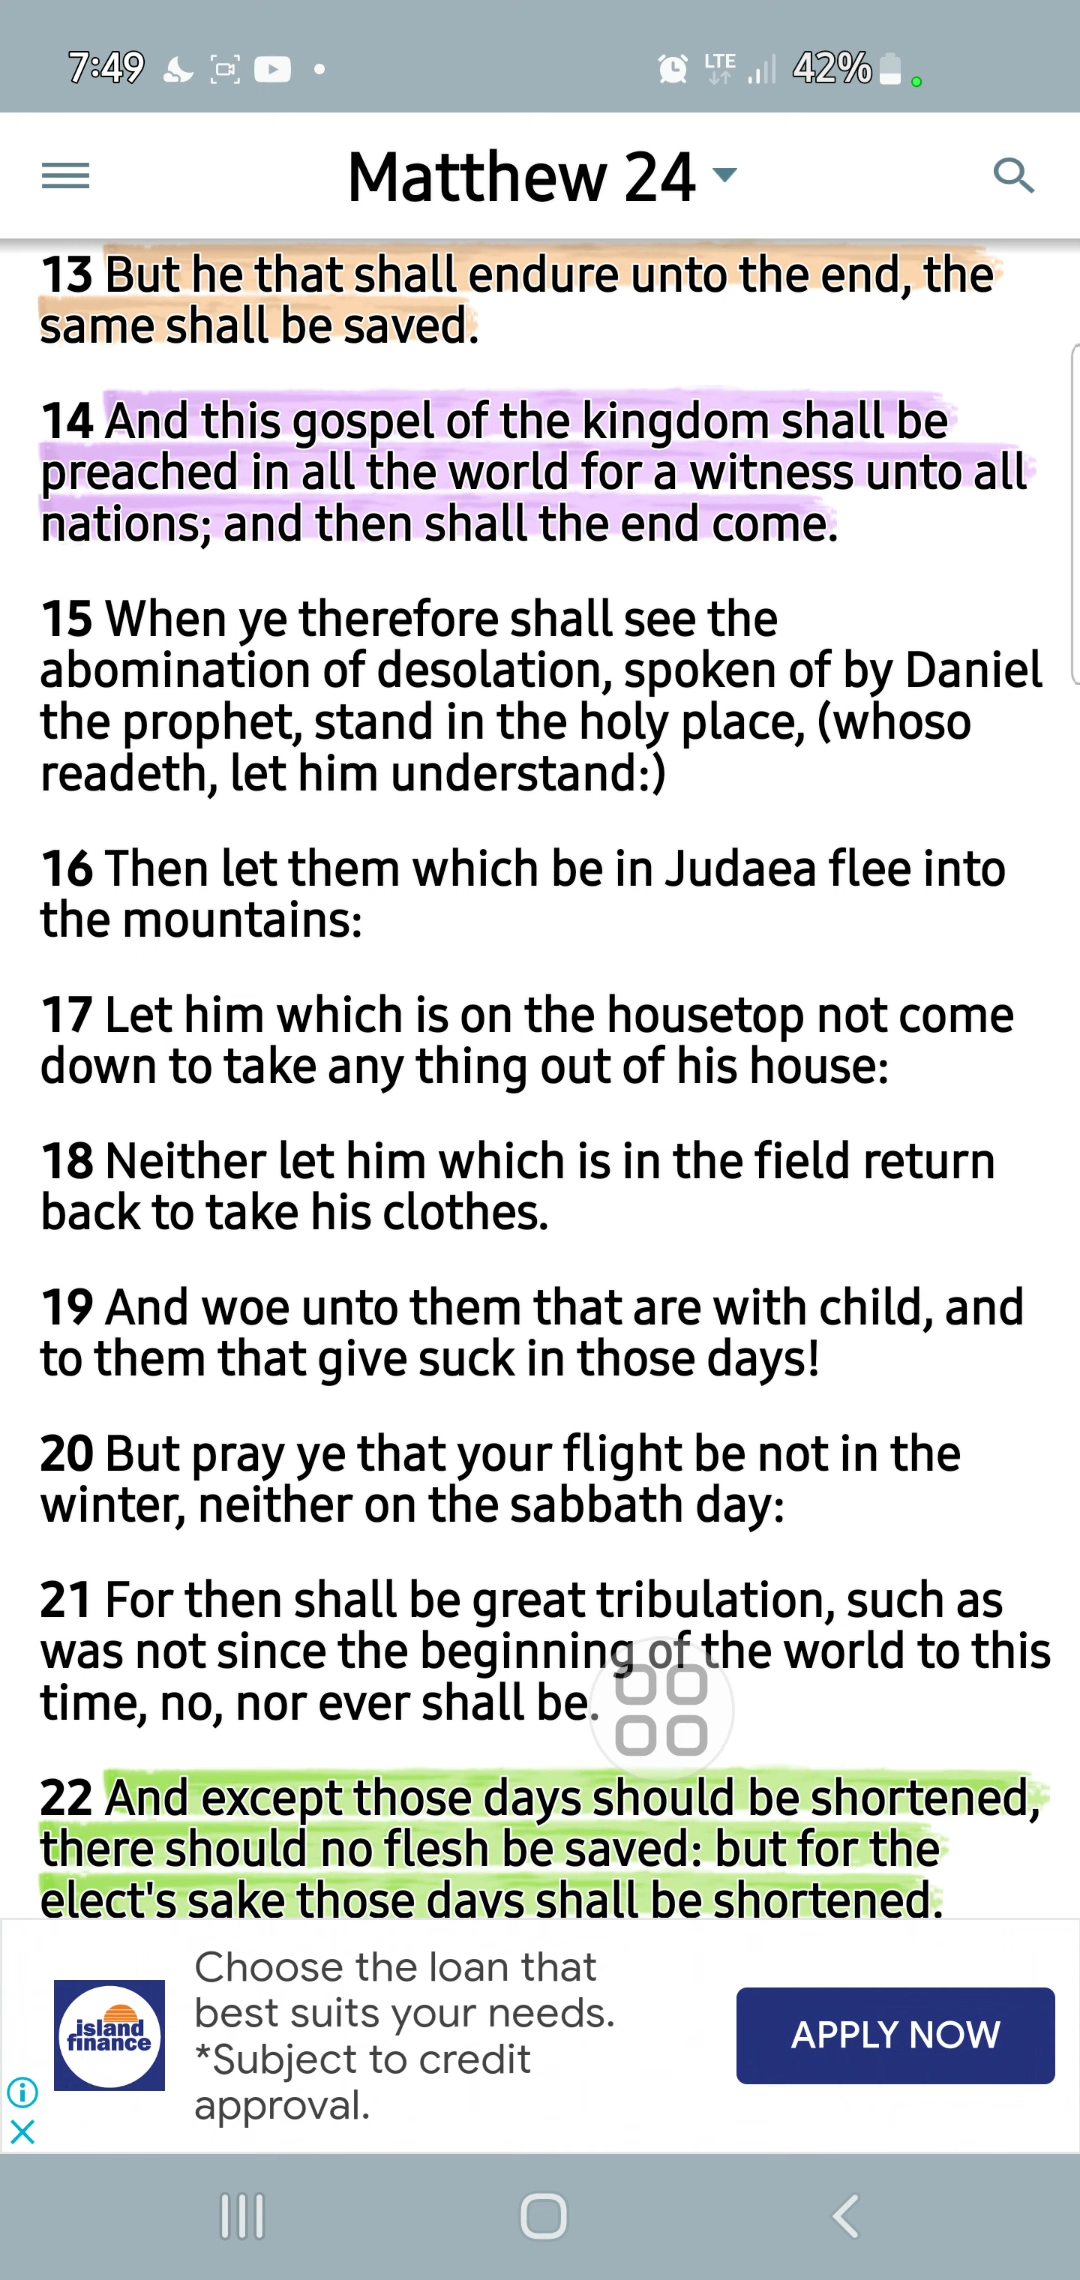 7:49
LTE 42%
Matthew 24
13 But he that shall endure unto the end, the
same shall be saved.
14 And this gospel of the kingdom shall be
preached in all the world for a witness unto all
nations; and then shall the end come.
15 When ye therefore shall see the
abomination of desolation, spoken of by Daniel
the prophet, stand in the holy place, (whoso
readeth, let him understand:)
16 Then let them which be in Judaea flee into
the mountains:
17 Let him which is on the housetop not come
down to take any thing out of his house:
18 Neither let him which is in the field return
back to take his clothes.
19 And woe unto them that are with child, and
to them that give suck in those days!
20 But pray ye that your flight be not in the
winter, neither on the sabbath day:
21 For then shall be great tribulation, such as
was not since the beginning of the world to this
time, no, nor ever shall be.
22 And except those days should be shortened,
there should no flesh be saved: but for the
elect's sake those days shall be shortened.
island
finance
Choose the loan that
best suits your needs.
*Subject to credit
approval.
APPLY NOW